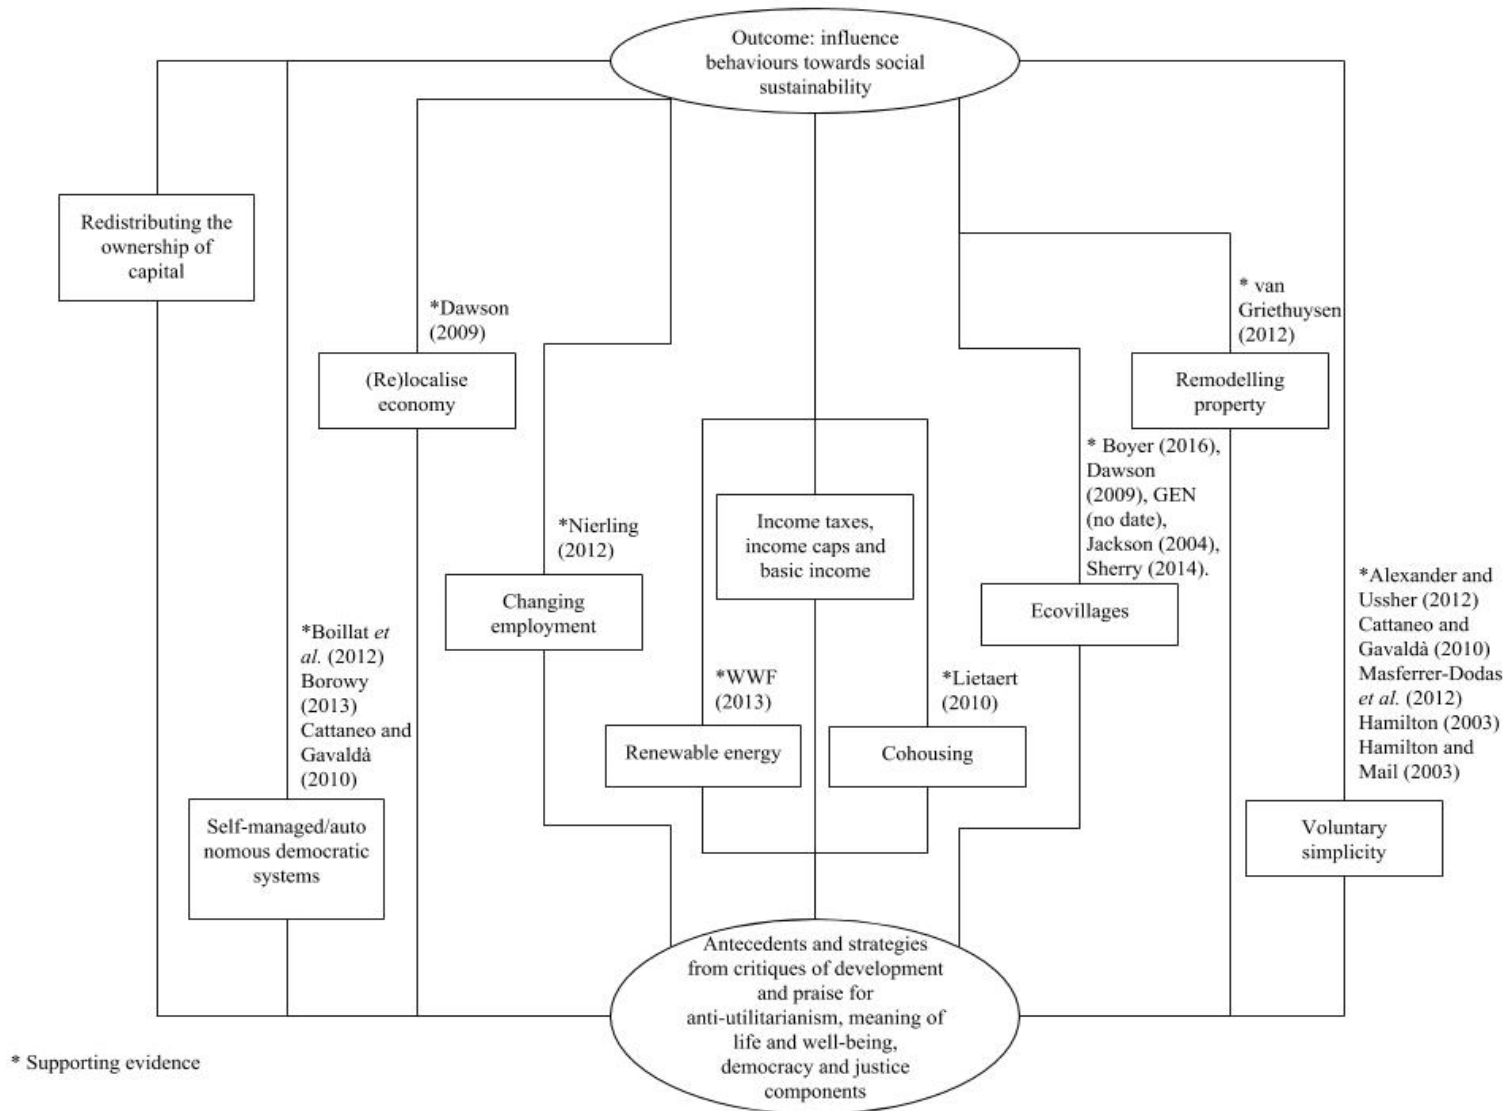 Outcome: influence
behaviours towards social
sustainability
Redistributing the
ownership of
capital
*Dawson
(2009)
(Re)localise
economy
* van
Griethuysen
(2012)
Remodelling
property
* Boyer (2016),
Dawson
(2009), GEN
(no date),
Jackson (2004),
Sherry (2014).
Ecovillages
*Nierling
(2012)
Changing
employment
Income taxes,
income caps and
basic income
*Alexander and
Ussher (2012)
Cattaneo and
Gavaldà (2010)
Masferrer-Dodas
et al. (2012)
Hamilton (2003)
Hamilton and
Mail (2003)
Voluntary
simplicity
*Boillat et
al. (2012)
Borowy
(2013)
Cattaneo and
Gavaldà
(2010)
Self-managed/auto
nomous democratic
systems
*WWF
(2013)
Renewable energy
*Lietaert
(2010)
Cohousing
Antecedents and strategies
from critiques of development
and praise for
anti-utilitarianism, meaning of
life and well-being,
democracy and justice
components
* Supporting evidence